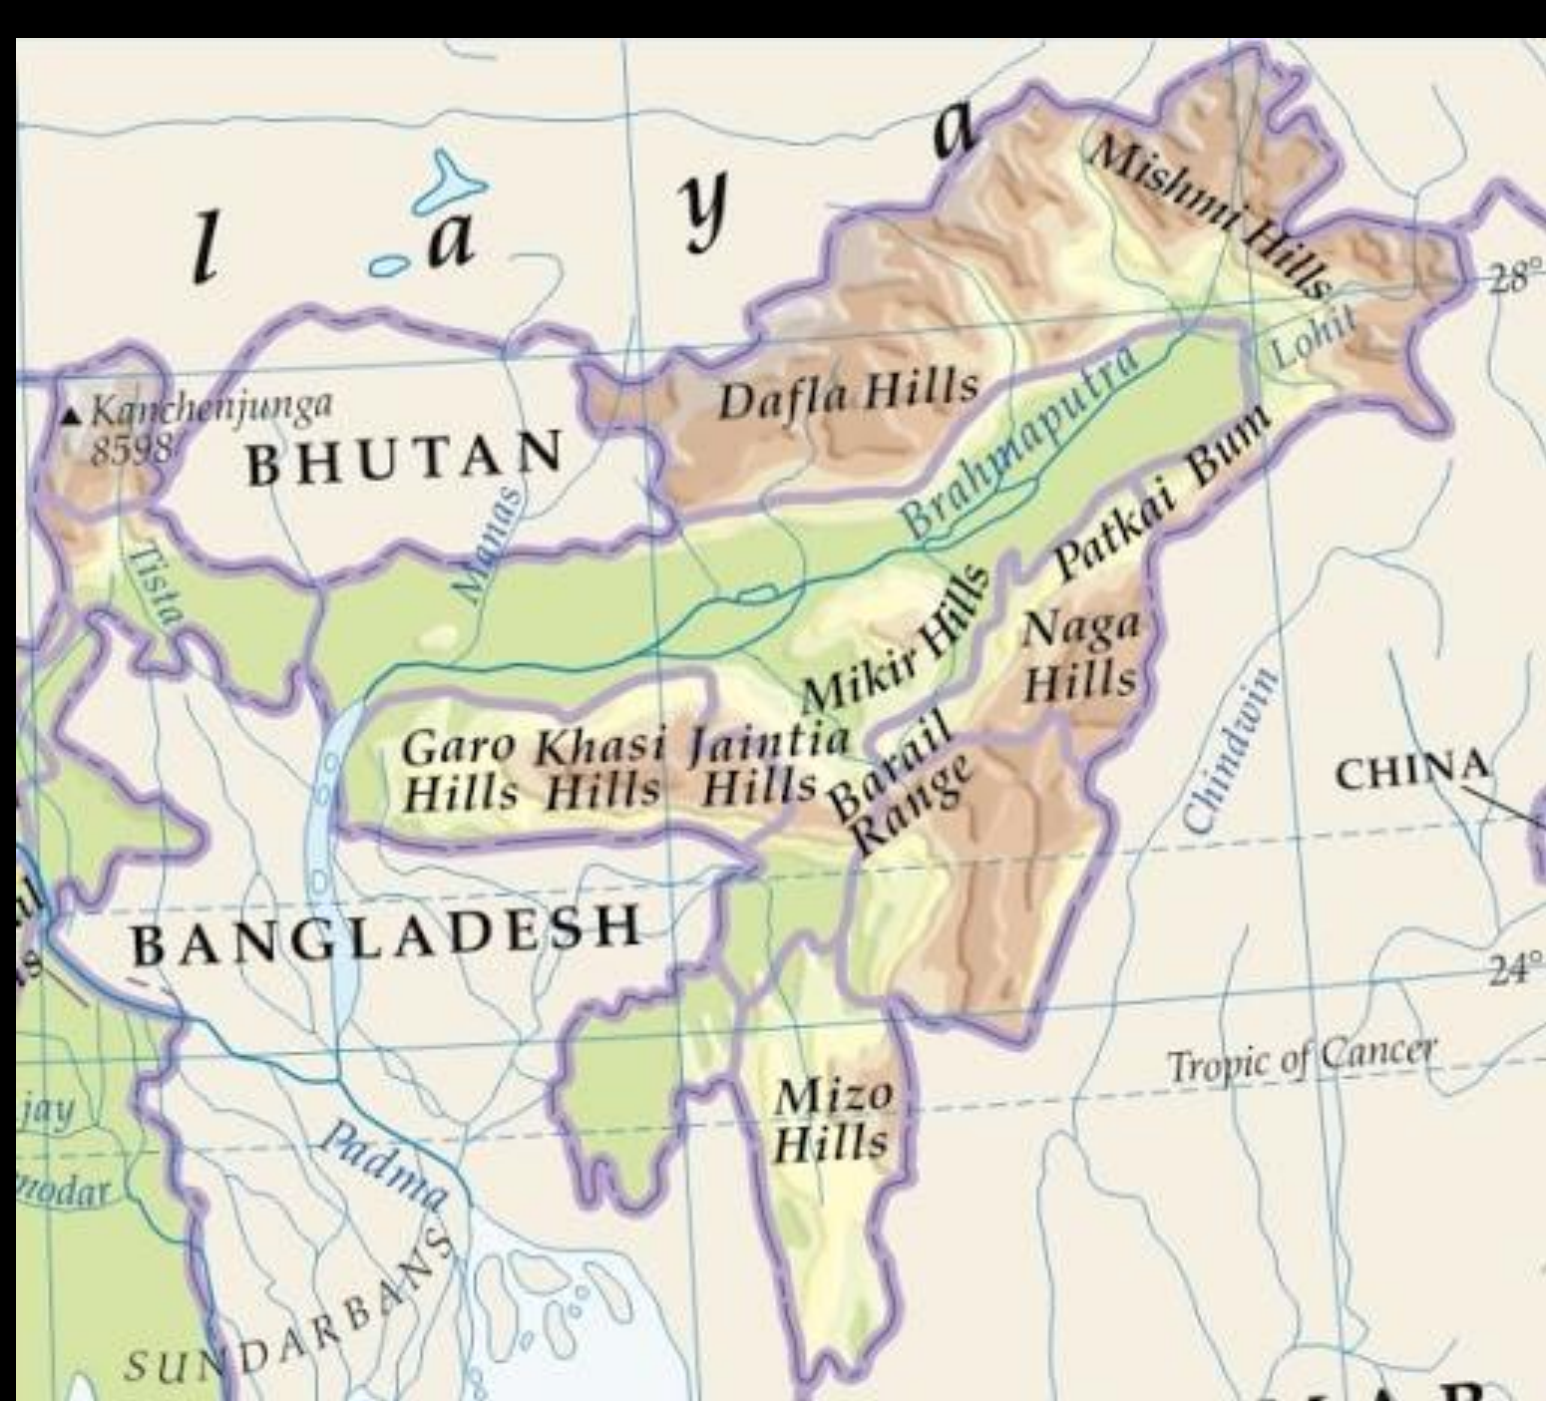 l a y a
Mishmi Hills
28°
Lohit
Kanchenjunga
8598
BHUTAN
Dafla Hills
Brahmaputra
Patkai Bum
Manas
Tista
Mikir Hills
Naga
Hills
Garo
Hills
Khasi
Hills
Jaintia
Hills
Barail
Range
Chindwin
CHINA
BANGLADESH
24°
Tropic of Cancer
Mizo
Hills
jay
Padma
SUNDARBANS